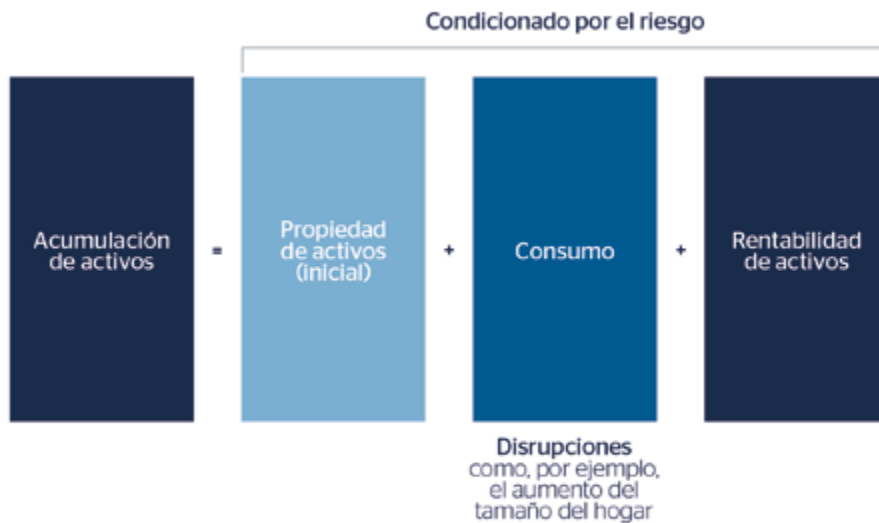 Condicionado por el riesgo
Acumulación
de activos
=
Propiedad
de activos
(inicial)
+
Consumo
+
Rentabilidad
de activos
Disrupciones
como, por ejemplo,
el aumento del
tamaño del hogar